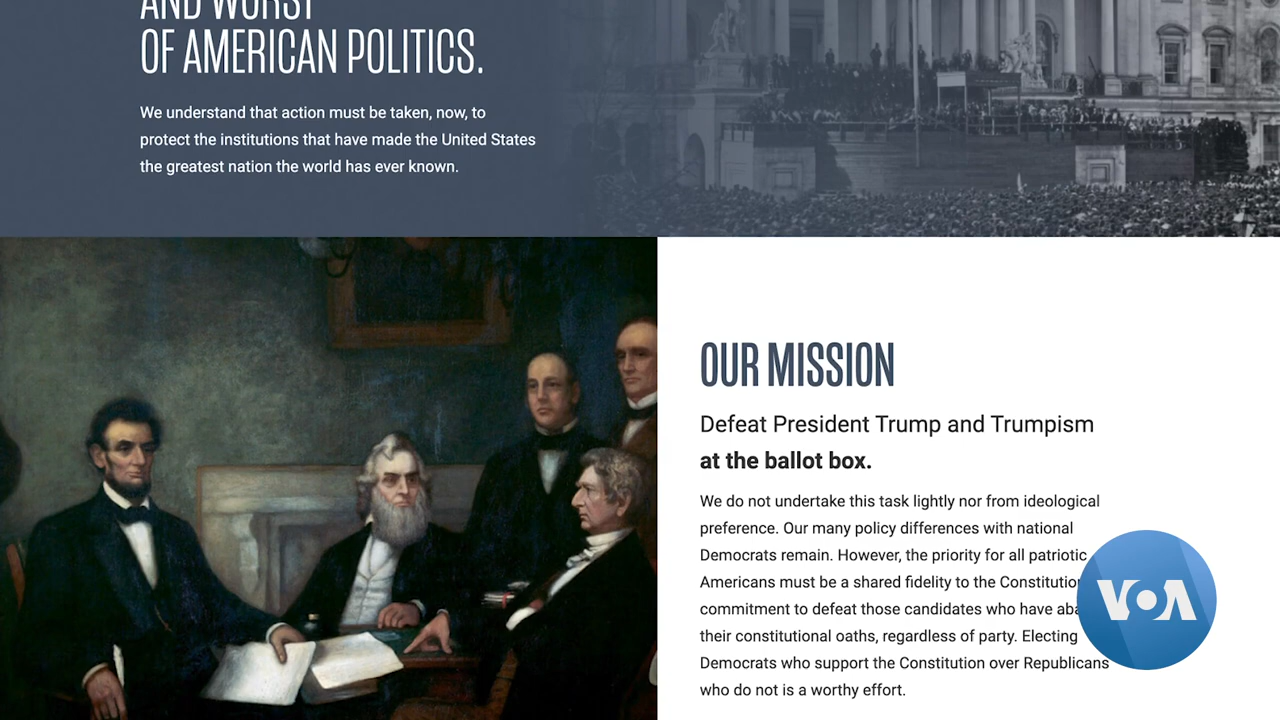 AND WORST
OF AMERICAN POLITICS.
We understand that action must be taken, now, to
protect the institutions that have made the United States
the greatest nation the world has ever known.
OUR MISSION
Defeat President Trump and Trumpism
at the ballot box.
We do not undertake this task lightly nor from ideological
preference. Our many policy differences with national
Democrats remain. However, the priority for all patriotic
Americans must be a shared fidelity to the
commitment to defeat those candidates who have
their constitutional oaths, regardless of party. Electing
Democrats who support the Constitution over Republicans
who do not is a worthy effort.
VOA